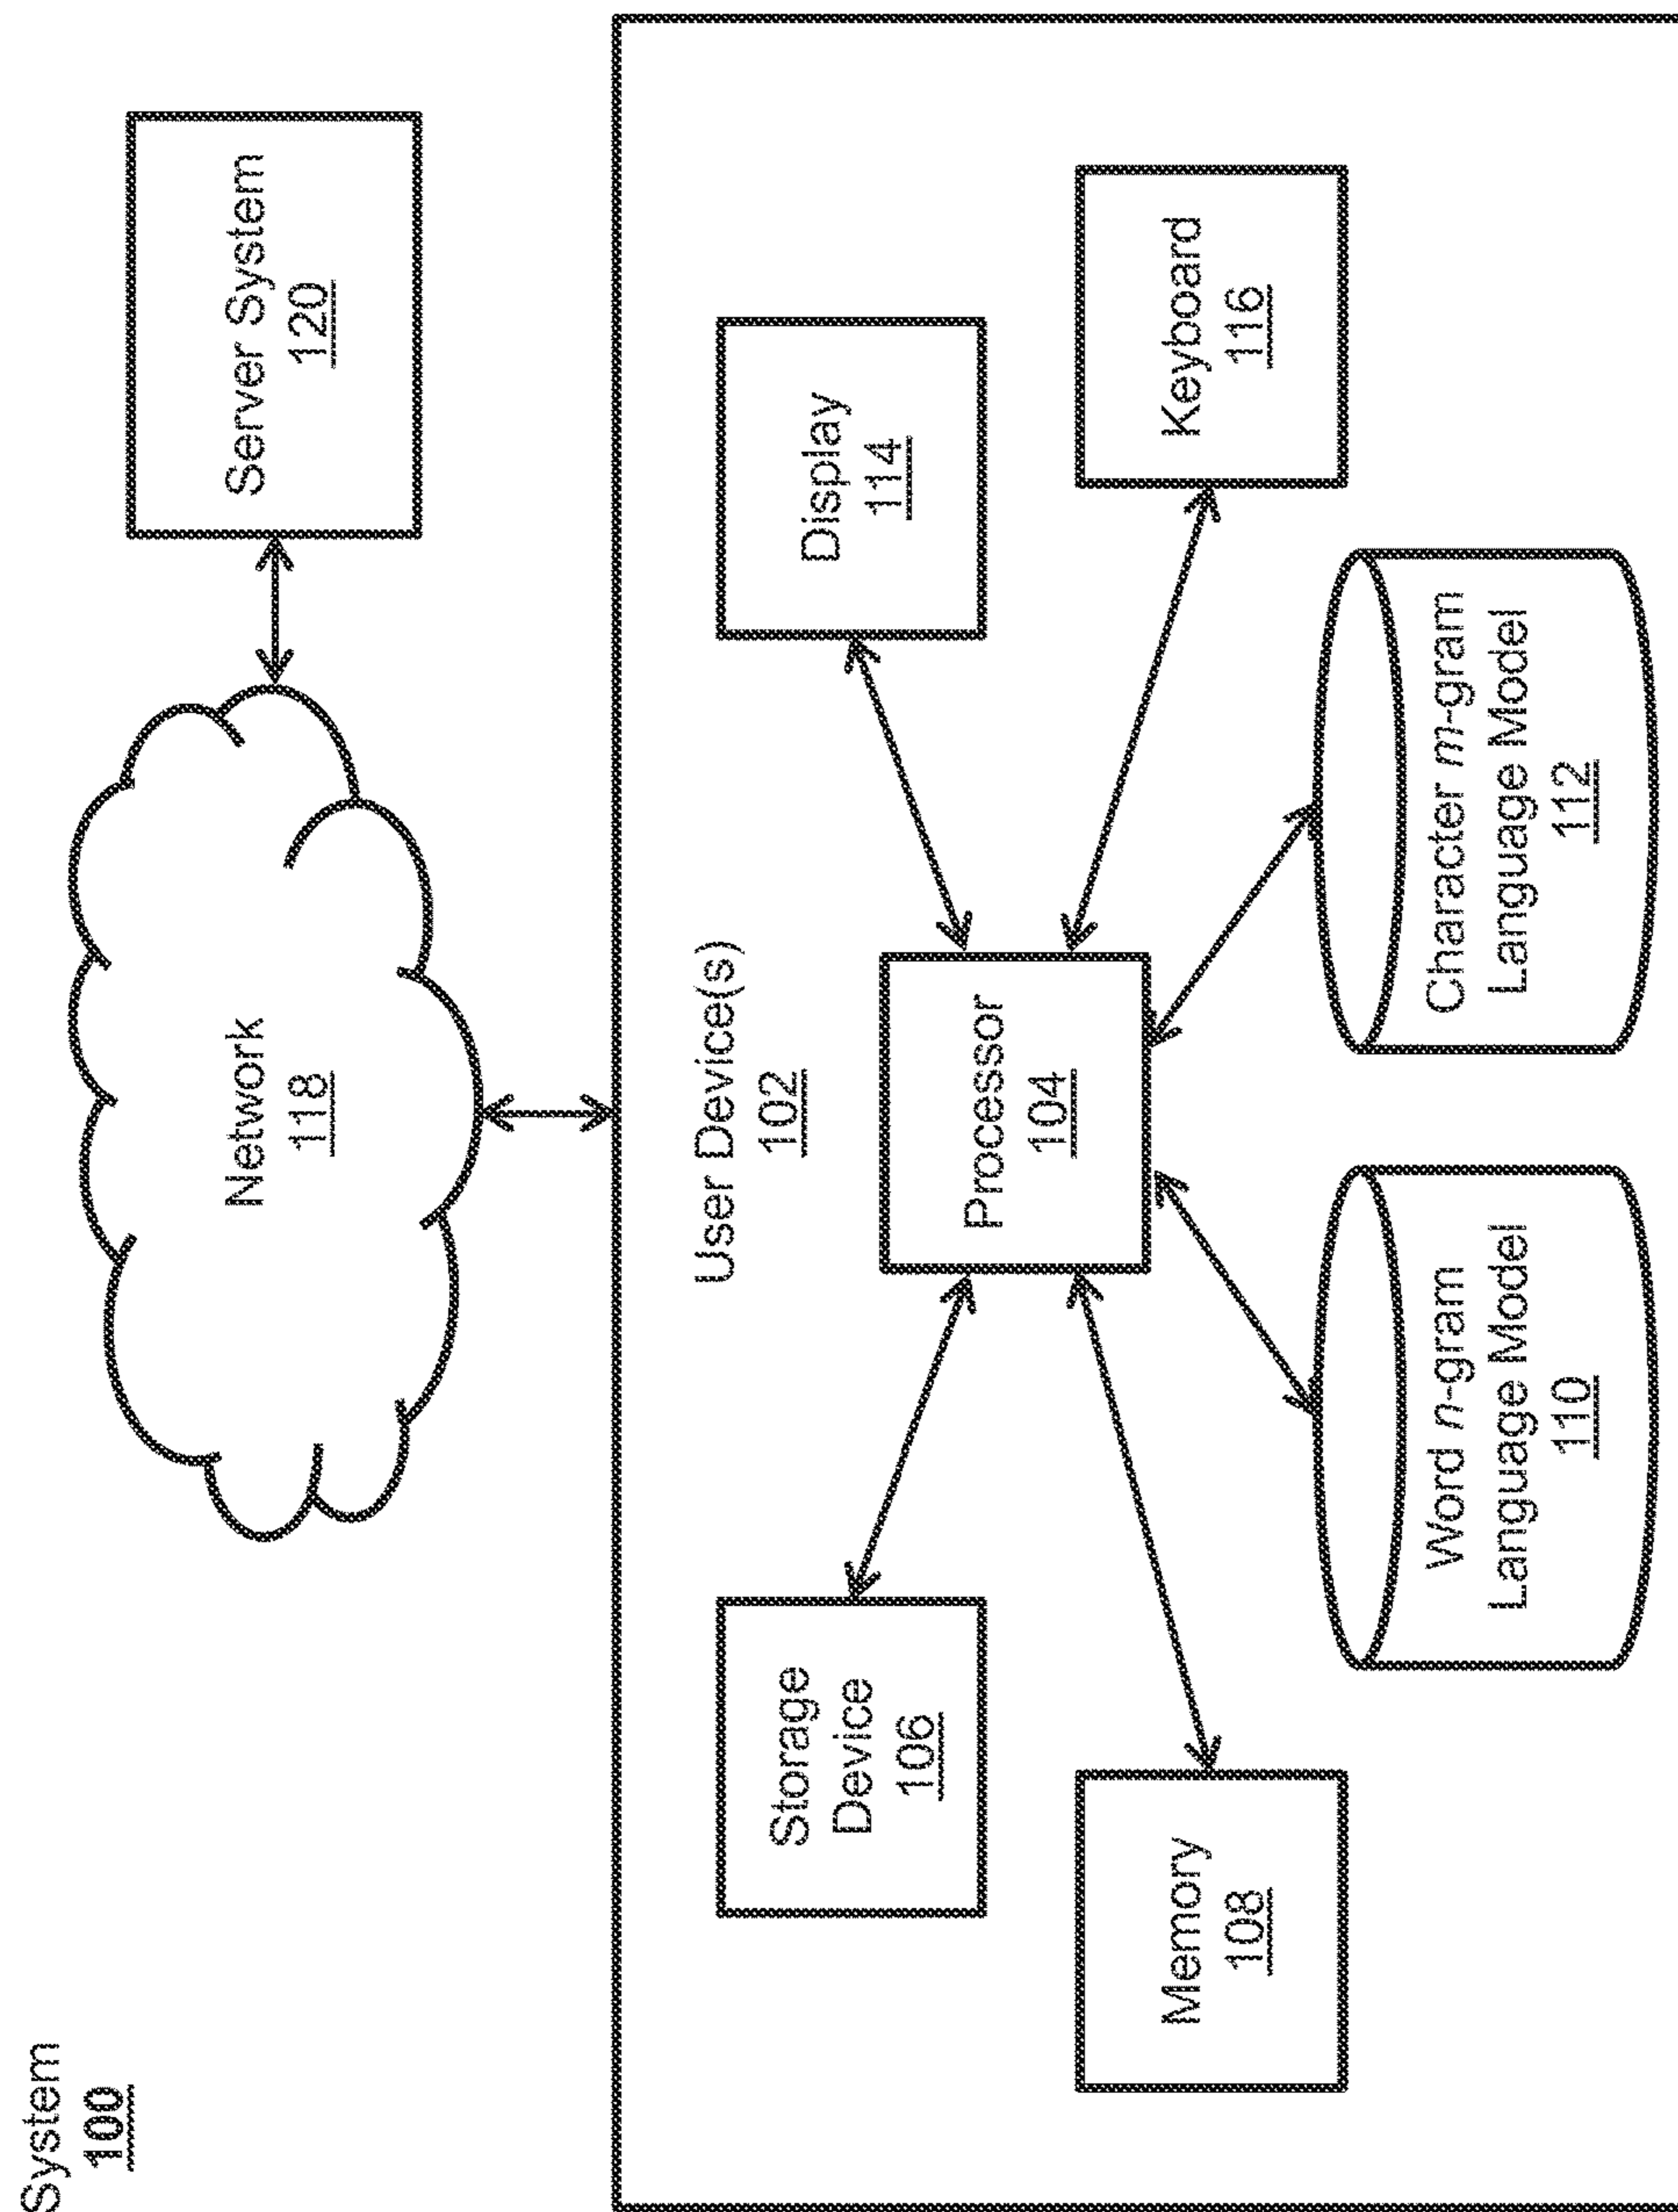 System
100
Network
118
Server System
120
User Device(s)
102
Storage
Device
106
Display
114
Processor
104
Memory
108
Keyboard
116
Word n-gram
Language Model
110
Character m-gram
Language Model
112